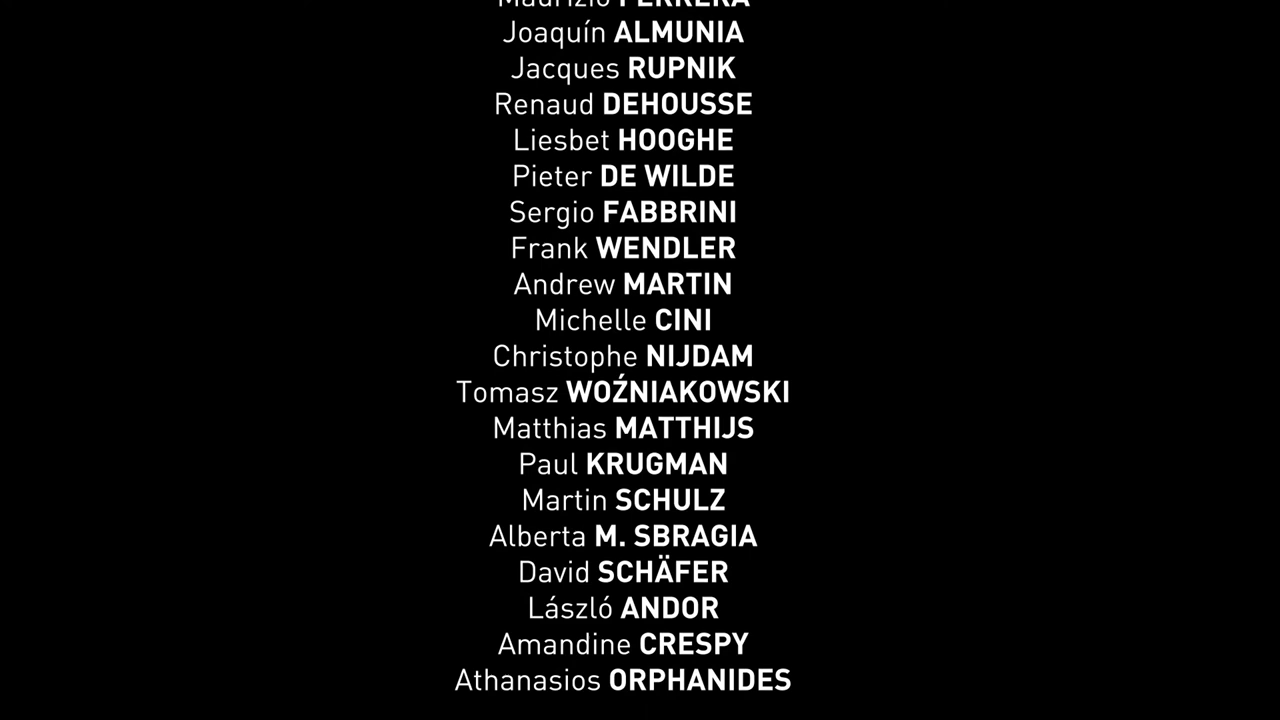 Maurizio FERRERA
Joaquín ALMUNIA
Jacques RUPNIK
Renaud DEHOUSSE
Liesbet HOOGHE
Pieter DE WILDE
Sergio FABBRINI
Frank WENDLER
Andrew MARTIN
Michelle CINI
Christophe NIJDAM
Tomasz WOŹNIAKOWSKI
Matthias MATTHIJS
Paul KRUGMAN
Martin SCHULZ
Alberta M. SBRAGIA
David SCHÄFER
László ANDOR
Amandine CRESPY
Athanasios ORPHANIDES